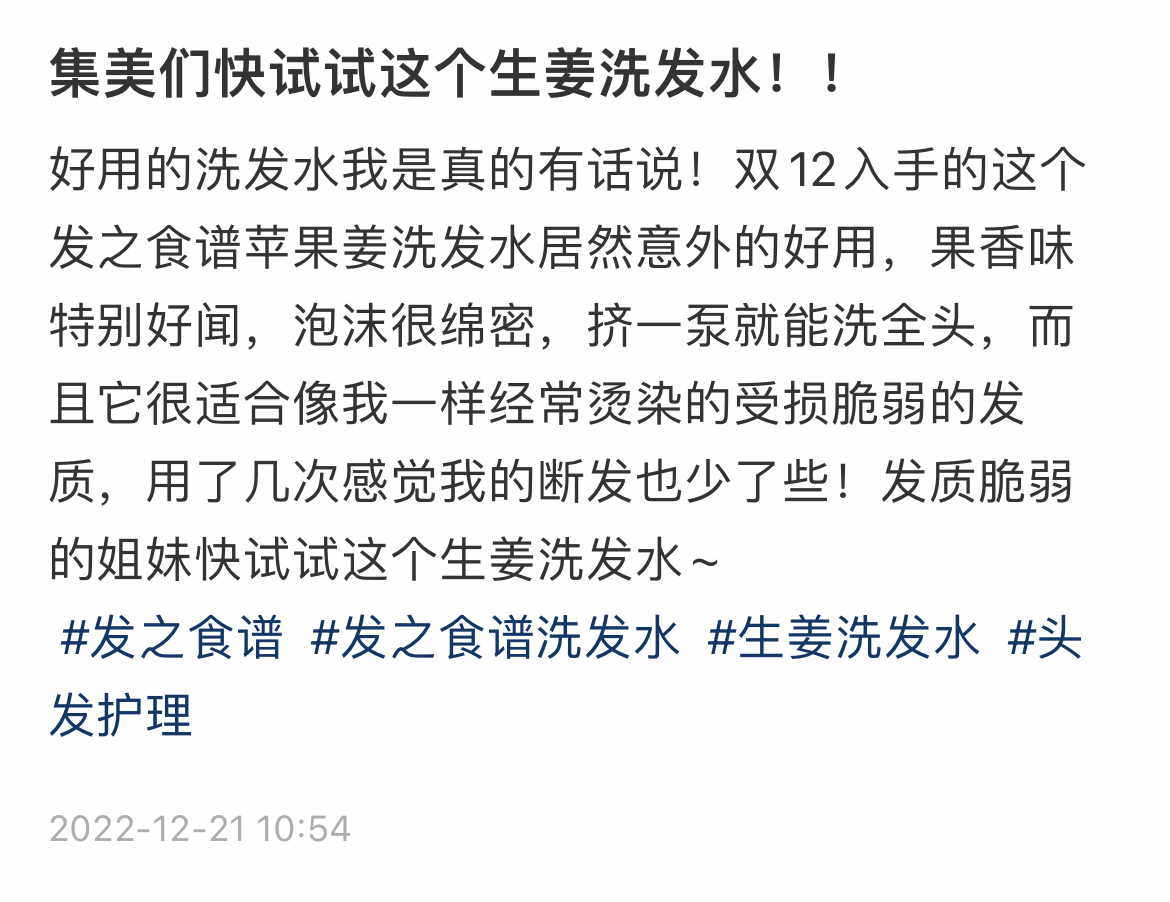 集美们快试试这个生姜洗发水！！
好用的洗发水我是真的有话说！双12入手的这个
发之食谱苹果姜洗发水居然意外的好用，果香味
特别好闻，泡沫很绵密，挤一泵就能洗全头，而
且它很适合像我一样经常烫染的受损脆弱的发
质，用了几次感觉我的断发也少了些！发质脆弱
的姐妹快试试这个生姜洗发水~
#发之食谱 #发之食谱洗发水 #生姜洗发水 #头
发护理
2022-12-21 10:54